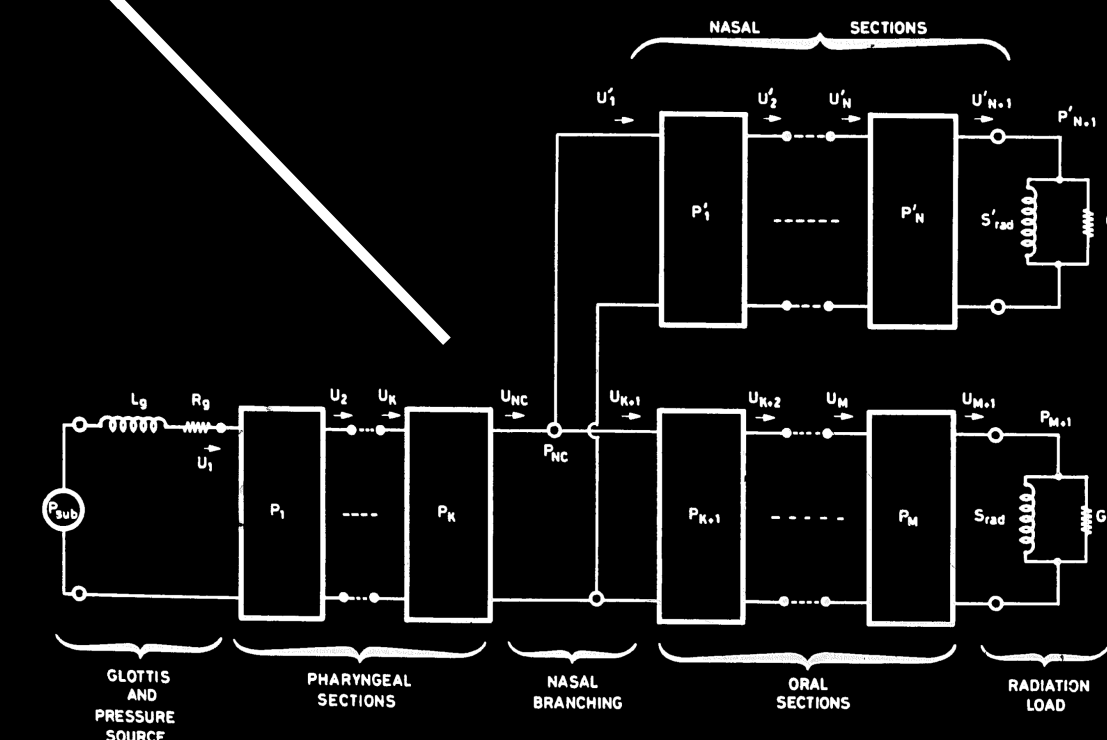 NASAL SECTIONS
U′1 U′2 U′N U′N+1 P′N+1
P′1 P′N S′rad
Lg Rg U2 UK UNC UK+1 UK+2 UM UM+1 PM+1
U1 PNC
Psub P1 PK PK+1 PM Srad G
GLOTTIS
AND
PRESSURE
SOURCE
PHARYNGEAL
SECTIONS
NASAL
BRANCHING
ORAL
SECTIONS
RADIATION
LOAD